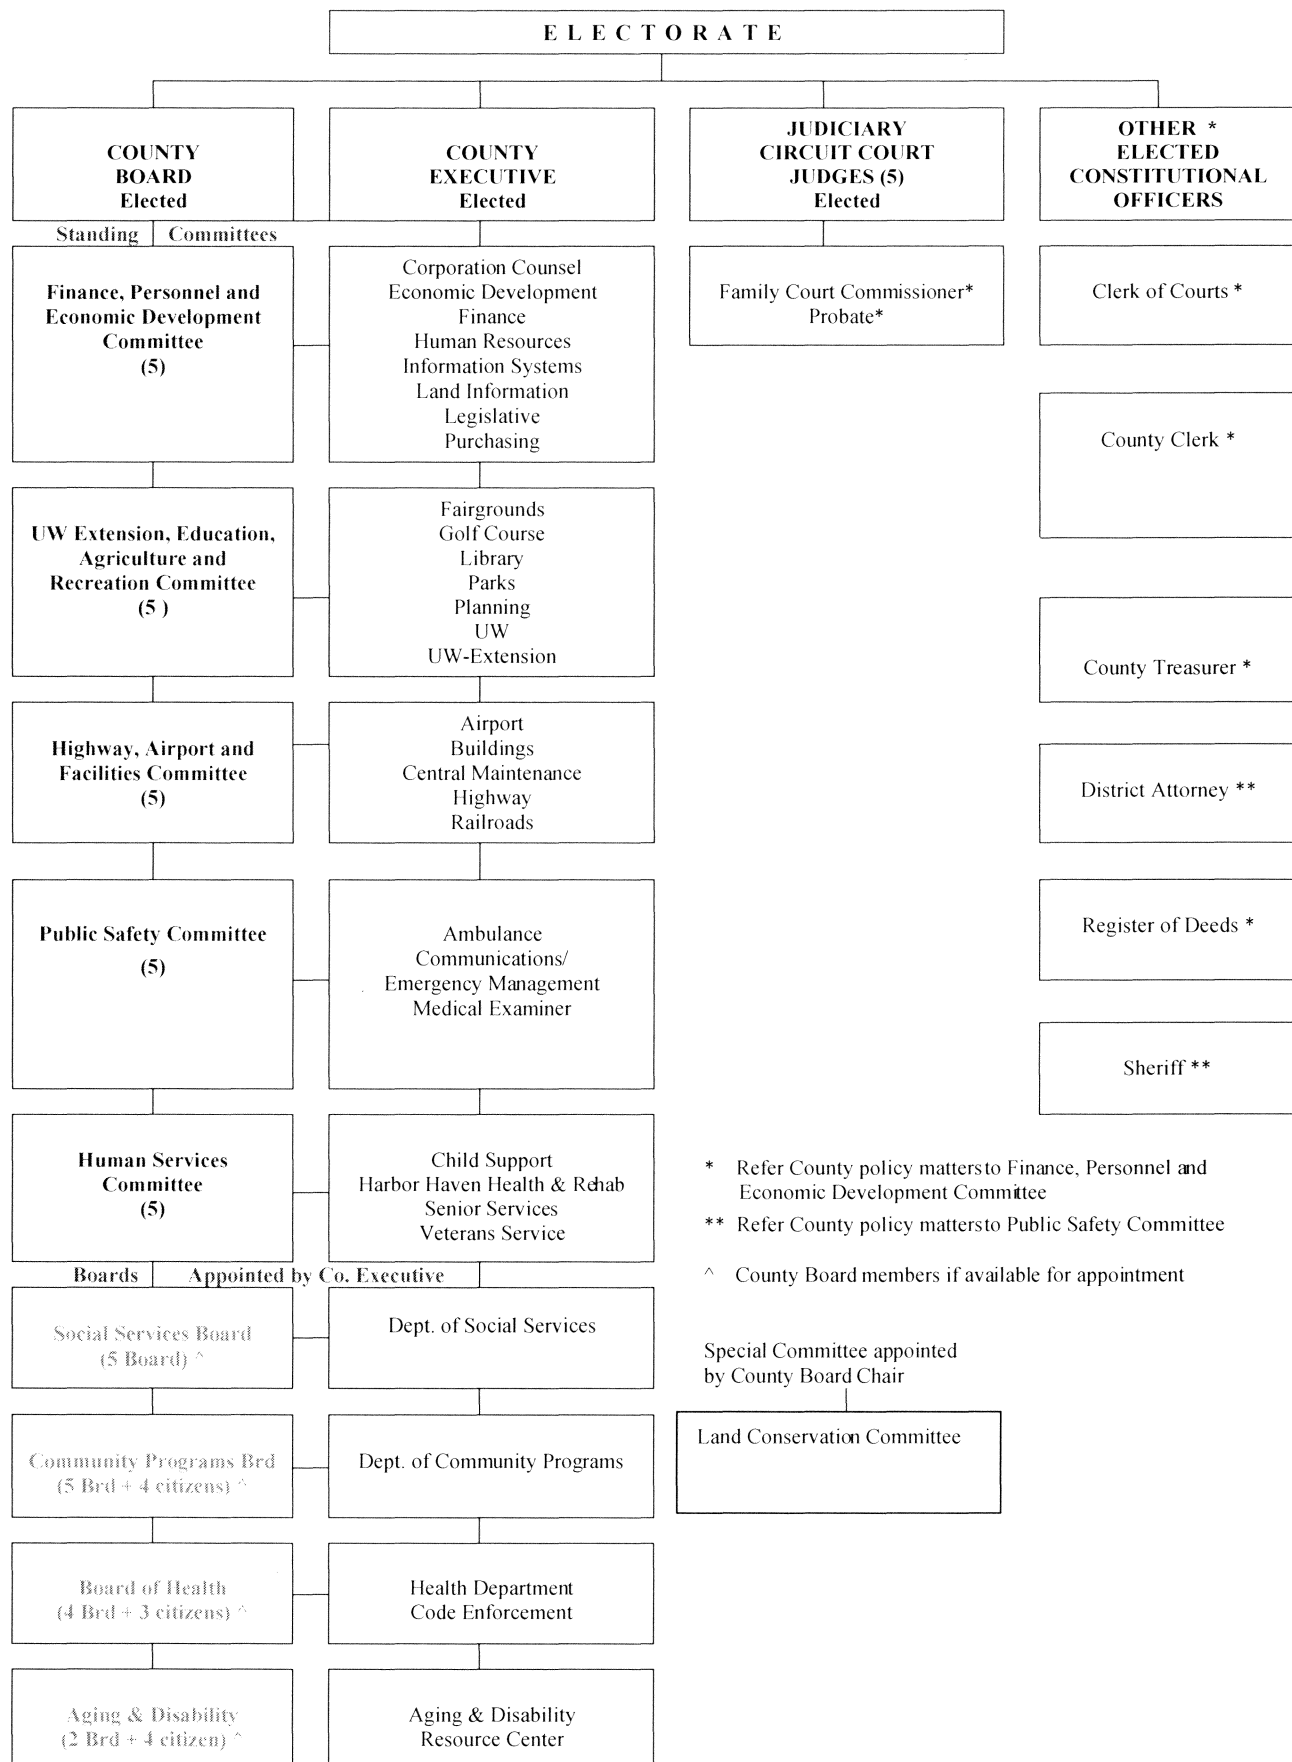 E L E C T O R A T E
COUNTY
BOARD
Elected
COUNTY
EXECUTIVE
Elected
JUDICIARY
CIRCUIT COURT
JUDGES (5)
Elected
OTHER *
ELECTED
CONSTITUTIONAL
OFFICERS
Standing Committees
Finance, Personnel and
Economic Development
Committee
(5)
Corporation Counsel
Economic Development
Finance
Human Resources
Information Systems
Land Information
Legislative
Purchasing
Family Court Commissioner*
Probate*
Clerk of Courts *
County Clerk *
UW Extension, Education,
Agriculture and
Recreation Committee
(5 )
Fairgrounds
Golf Course
Library
Parks
Planning
UW
UW-Extension
County Treasurer *
Highway, Airport and
Facilities Committee
(5)
Airport
Buildings
Central Maintenance
Highway
Railroads
District Attorney **
Public Safety Committee
(5)
Ambulance
Communications/
Emergency Management
Medical Examiner
Register of Deeds *
Sheriff **
Human Services
Committee
(5)
Child Support
Harbor Haven Health & Rehab
Senior Services
Veterans Service
* Refer County policy matters to Finance, Personnel and
Economic Development Committee
** Refer County policy matters to Public Safety Committee
^ County Board members if available for appointment
Boards Appointed by Co. Executive
Social Services Board
(5 Board) ^
Dept. of Social Services
Special Committee appointed
by County Board Chair
Land Conservation Committee
Community Programs Brd
(5 Brd + 4 citizens) ^
Dept. of Community Programs
Board of Health
(4 Brd + 3 citizens) ^
Health Department
Code Enforcement
Aging & Disability
(2 Brd + 4 citizen) ^
Aging & Disability
Resource Center